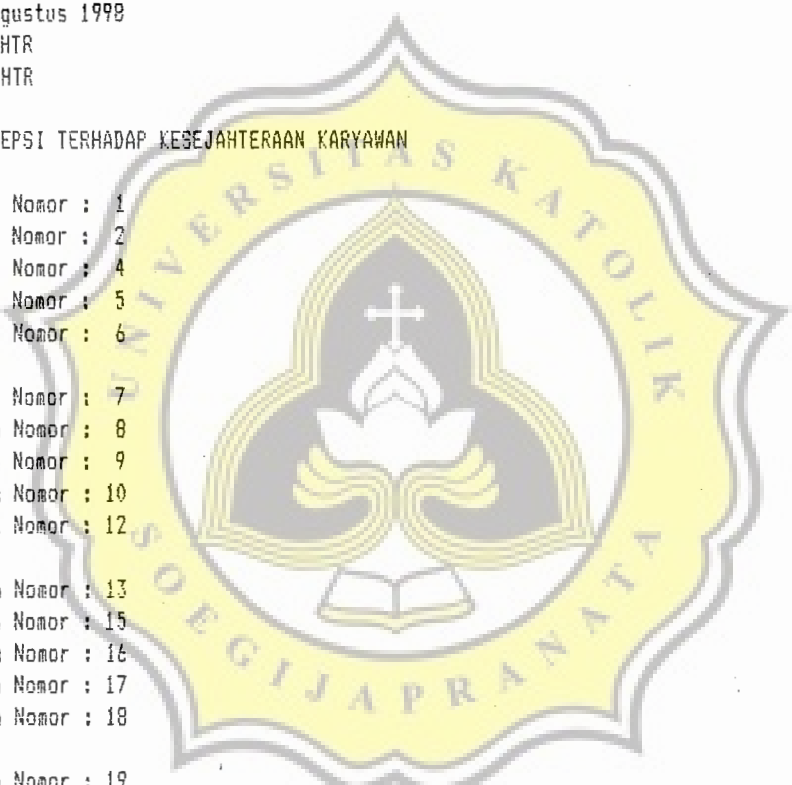 gustus 1998
HTR
HTR
EPSI TERHADAP KESEJAHTERAAN KARYAWAN
Nomor : 1
Nomor : 2
Nomor : 4
Nomor : 5
Nomor : 6
Nomor : 7
Nomor : 8
Nomor : 9
Nomor : 10
Nomor : 12
Nomor : 13
Nomor : 15
Nomor : 16
Nomor : 17
Nomor : 18
Nomor : 19
UNIVERSITAS KATOLIK
SOEGIJAPRANATA